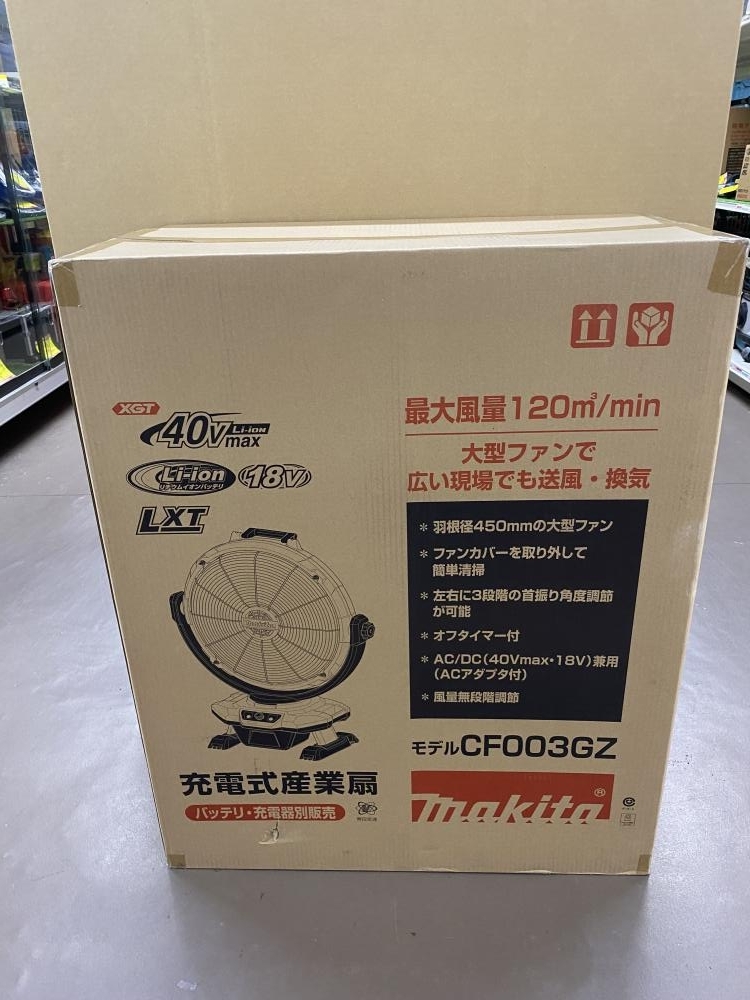 XGT
40Vmax Li-ion
Li-ion 18V
リチウムイオンバッテリ
LXT
makita
充電式産業扇
バッテリ・充電器別販売
最大風量120m³/min
大型ファンで
広い現場でも送風・換気
* 羽根径450mmの大型ファン
* ファンカバーを取り外して
簡単清掃
* 左右に3段階の首振り角度調節
が可能
* オフタイマー付
* AC/DC(40Vmax・18V)兼用
(ACアダプタ付)
* 風量無段階調節
モデルCF003GZ
makita®